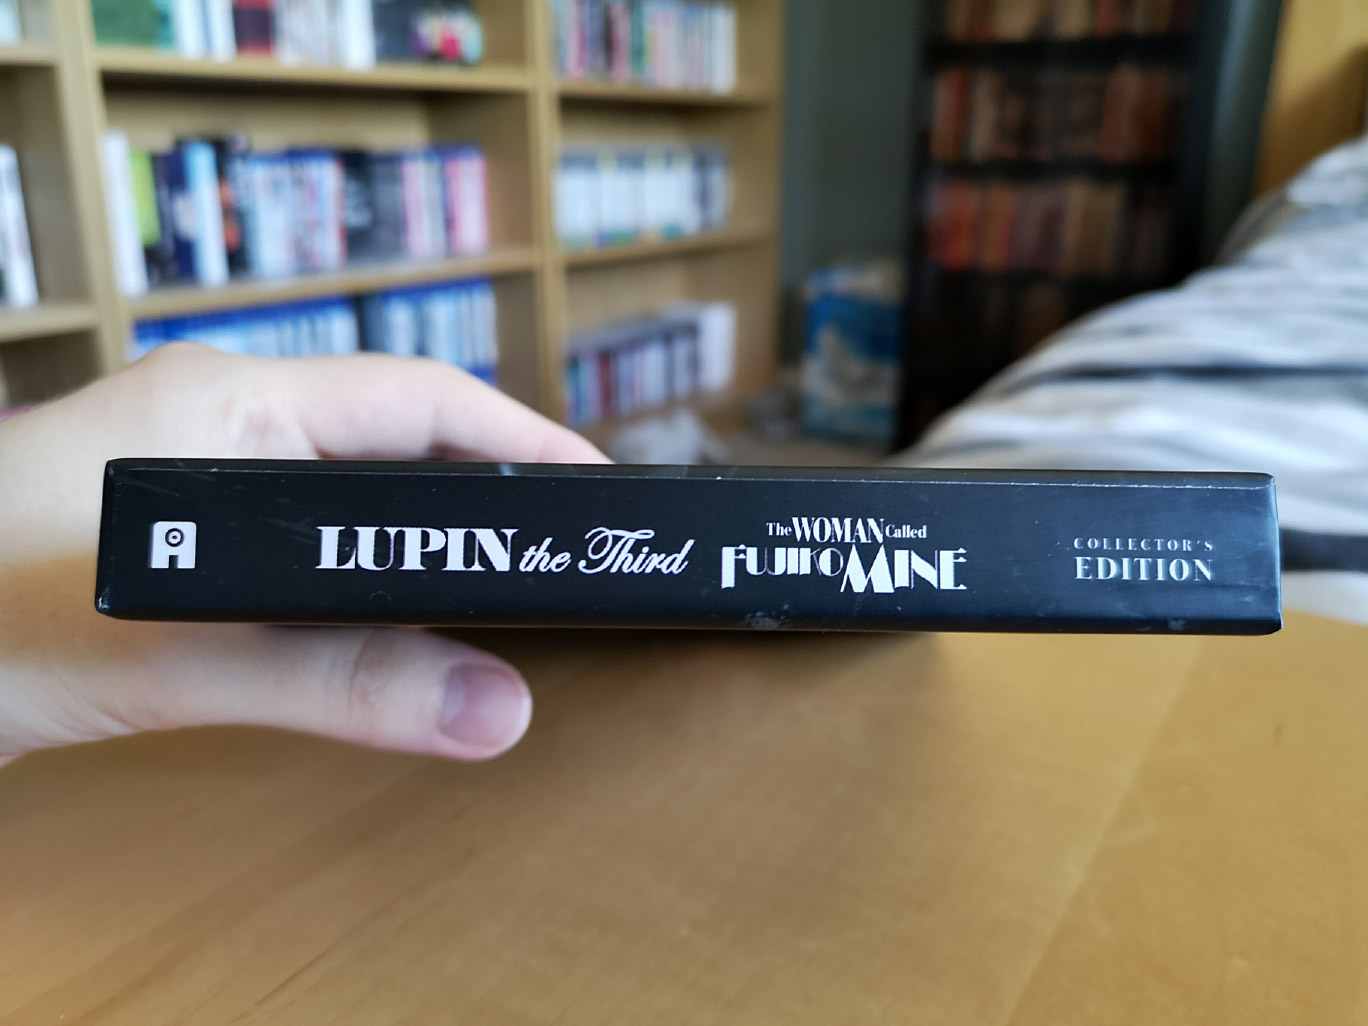 LUPIN the Third
The WOMAN Called
FUJIKO MINE
COLLECTOR'S
EDITION